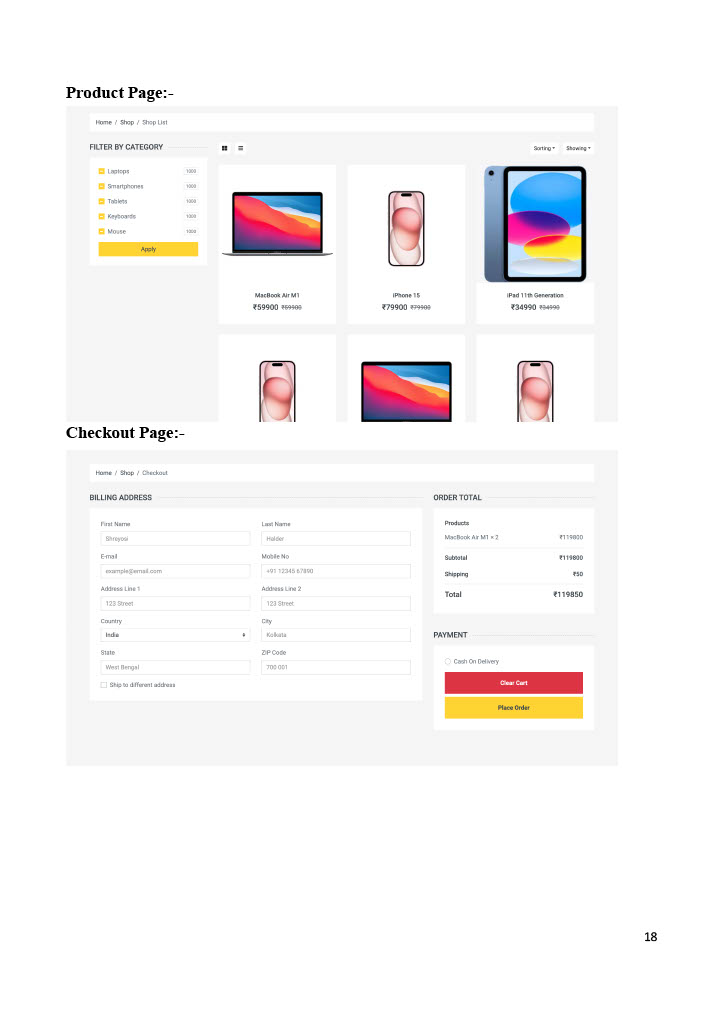 Product Page:-
Home / Shop / Shop List
FILTER BY CATEGORY
Laptops 1000
Smartphones 1000
Tablets 1000
Keyboards 1000
Mouse 1000
Apply
Sorting Showing
MacBook Air M1
₹59900 ₹59900
iPhone 15
₹79900 ₹79900
iPad 11th Generation
₹34990 ₹34990
Checkout Page:-
Home / Shop / Checkout
BILLING ADDRESS
First Name Last Name
Shreyosi Halder
E-mail Mobile No
example@email.com +91 12345 67890
Address Line 1 Address Line 2
123 Street 123 Street
Country City
India Kolkata
State ZIP Code
West Bengal 700 001
Ship to different address
ORDER TOTAL
Products
MacBook Air M1 × 2 ₹119800
Subtotal ₹119800
Shipping ₹50
Total ₹119850
PAYMENT
Cash On Delivery
Clear Cart
Place Order
18